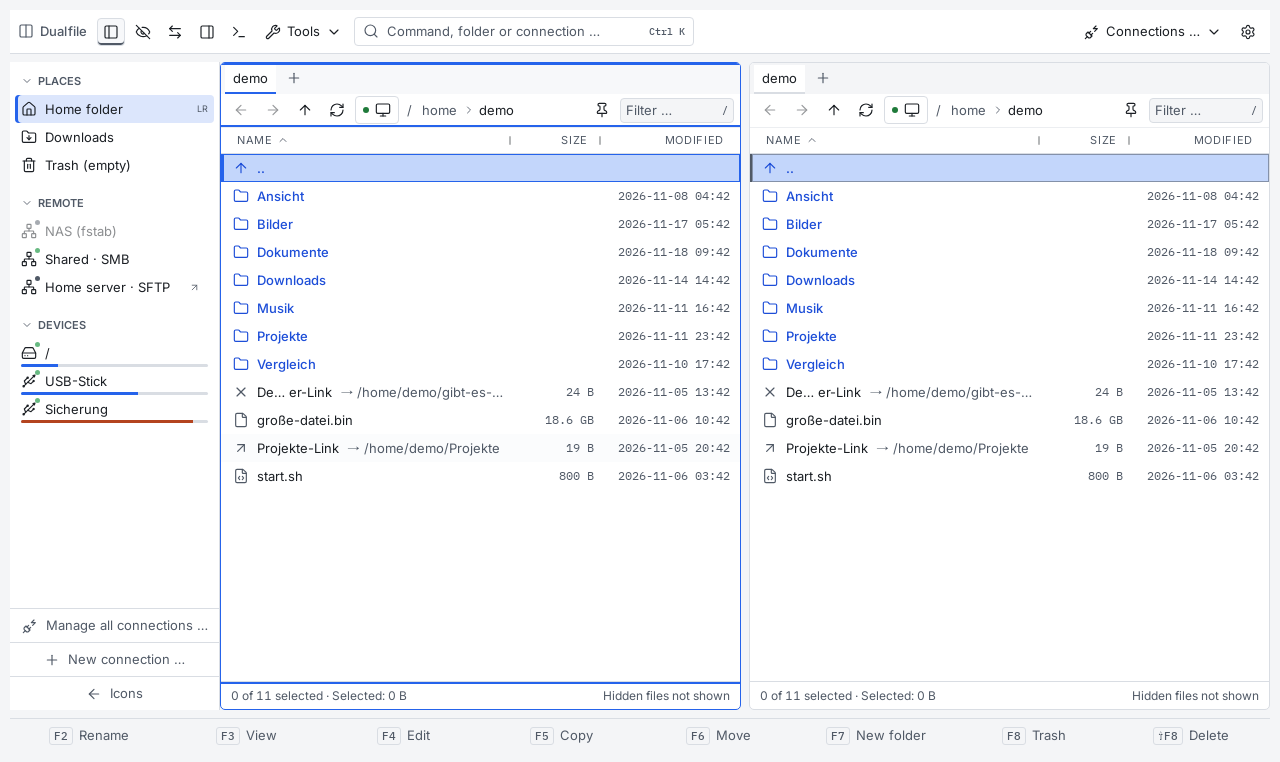 Dualfile Tools Command, folder or connection ... Ctrl K Connections ...
PLACES
Home folder LR
Downloads
Trash (empty)
REMOTE
NAS (fstab)
Shared · SMB
Home server · SFTP
DEVICES
/
USB-Stick
Sicherung
Manage all connections ...
New connection ...
Icons
demo
/ home demo Filter ... /
NAME SIZE MODIFIED
..
Ansicht 2026-11-08 04:42
Bilder 2026-11-17 05:42
Dokumente 2026-11-18 09:42
Downloads 2026-11-14 14:42
Musik 2026-11-11 16:42
Projekte 2026-11-11 23:42
Vergleich 2026-11-10 17:42
De... er-Link → /home/demo/gibt-es-... 24 B 2026-11-05 13:42
große-datei.bin 18.6 GB 2026-11-06 10:42
Projekte-Link → /home/demo/Projekte 19 B 2026-11-05 20:42
start.sh 800 B 2026-11-06 03:42
0 of 11 selected · Selected: 0 B Hidden files not shown
demo
/ home demo Filter ... /
NAME SIZE MODIFIED
..
Ansicht 2026-11-08 04:42
Bilder 2026-11-17 05:42
Dokumente 2026-11-18 09:42
Downloads 2026-11-14 14:42
Musik 2026-11-11 16:42
Projekte 2026-11-11 23:42
Vergleich 2026-11-10 17:42
De... er-Link → /home/demo/gibt-es-... 24 B 2026-11-05 13:42
große-datei.bin 18.6 GB 2026-11-06 10:42
Projekte-Link → /home/demo/Projekte 19 B 2026-11-05 20:42
start.sh 800 B 2026-11-06 03:42
0 of 11 selected · Selected: 0 B Hidden files not shown
F2 Rename F3 View F4 Edit F5 Copy F6 Move F7 New folder F8 Trash ⇧F8 Delete